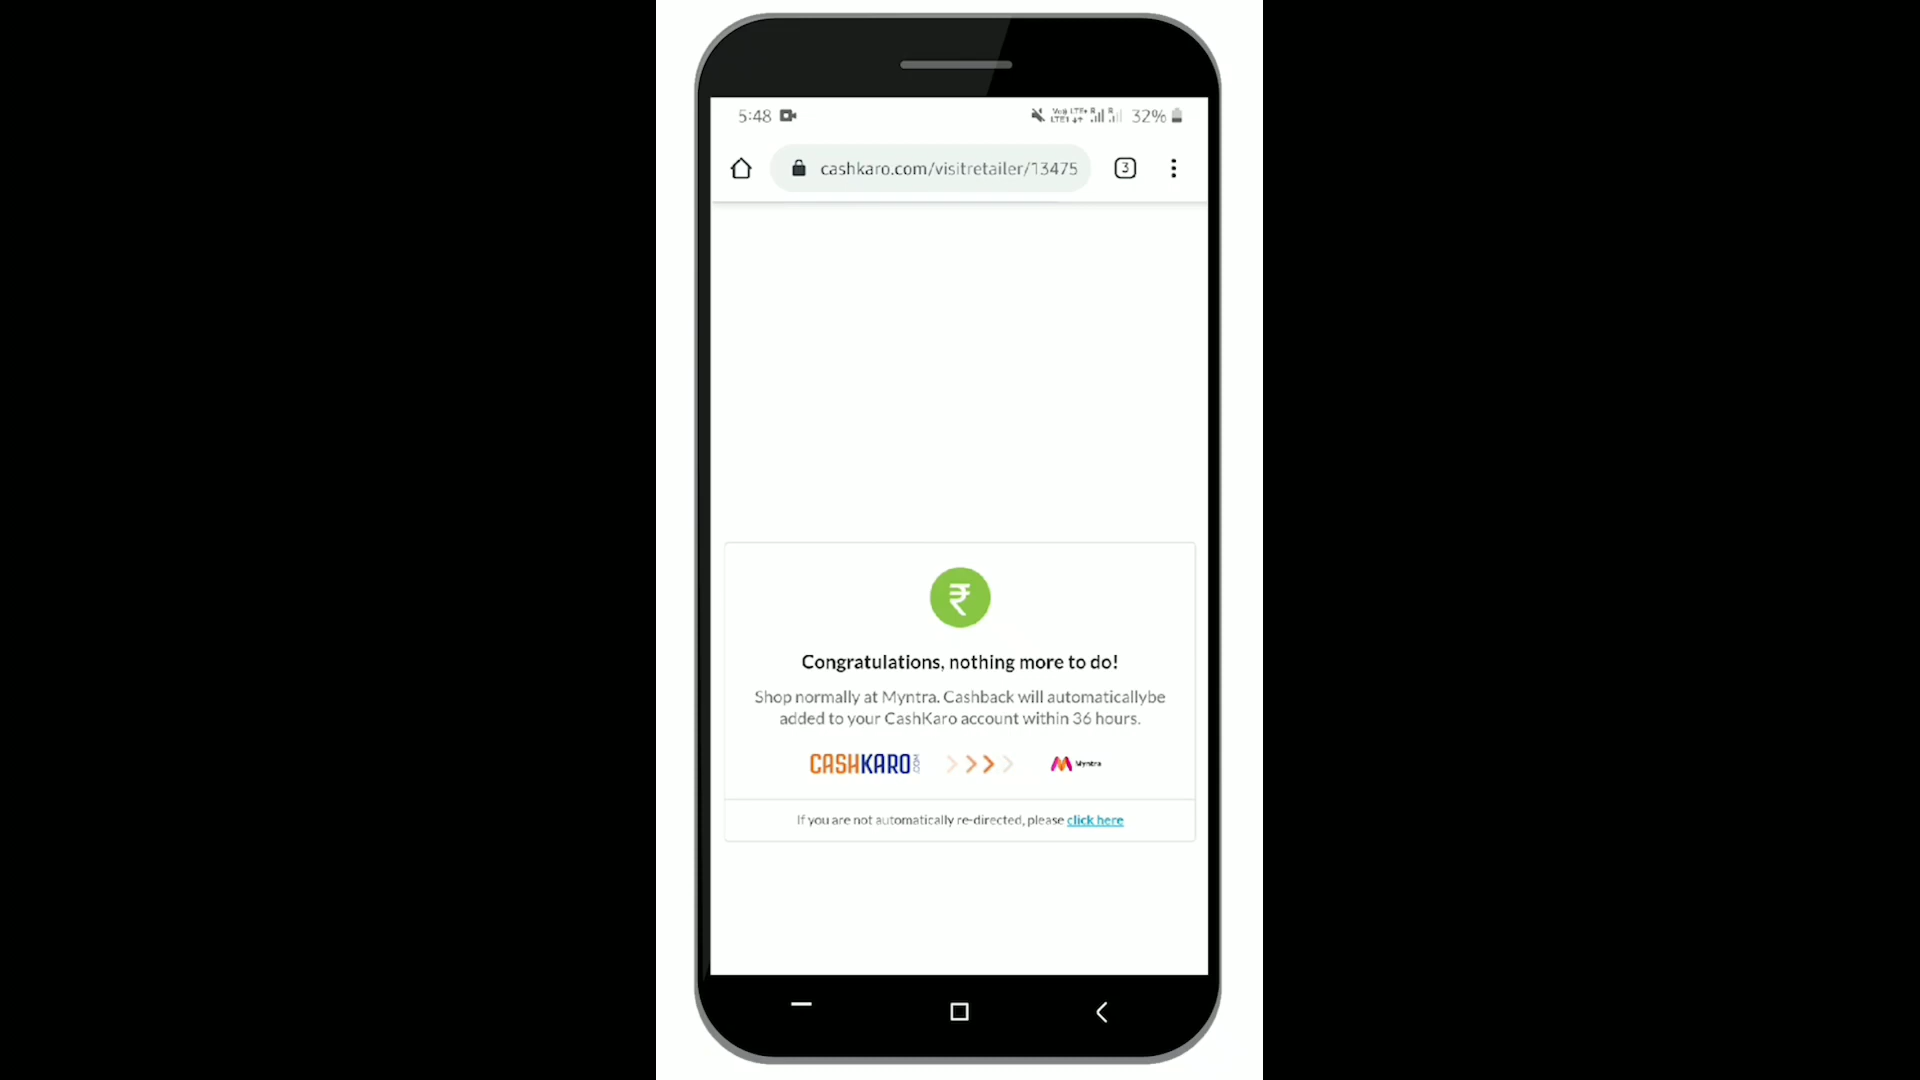 5:48 32%
cashkaro.com/visitretailer/13475 3
Congratulations, nothing more to do!
Shop normally at Myntra. Cashback will automaticallybe
added to your CashKaro account within 36 hours.
CASHKARO.COM Myntra
If you are not automatically re-directed, please click here